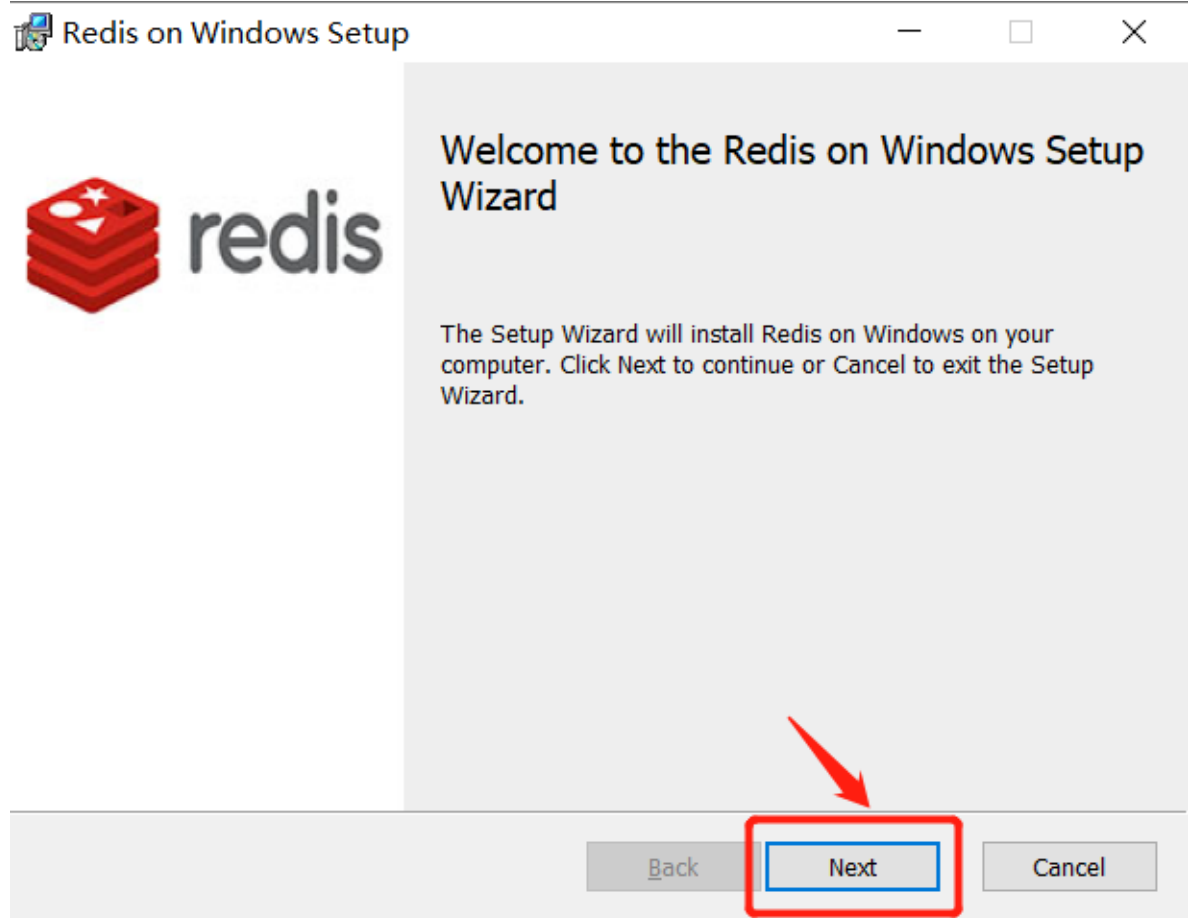 Redis on Windows Setup
redis
Welcome to the Redis on Windows Setup
Wizard
The Setup Wizard will install Redis on Windows on your
computer. Click Next to continue or Cancel to exit the Setup
Wizard.
Back
Next
Cancel